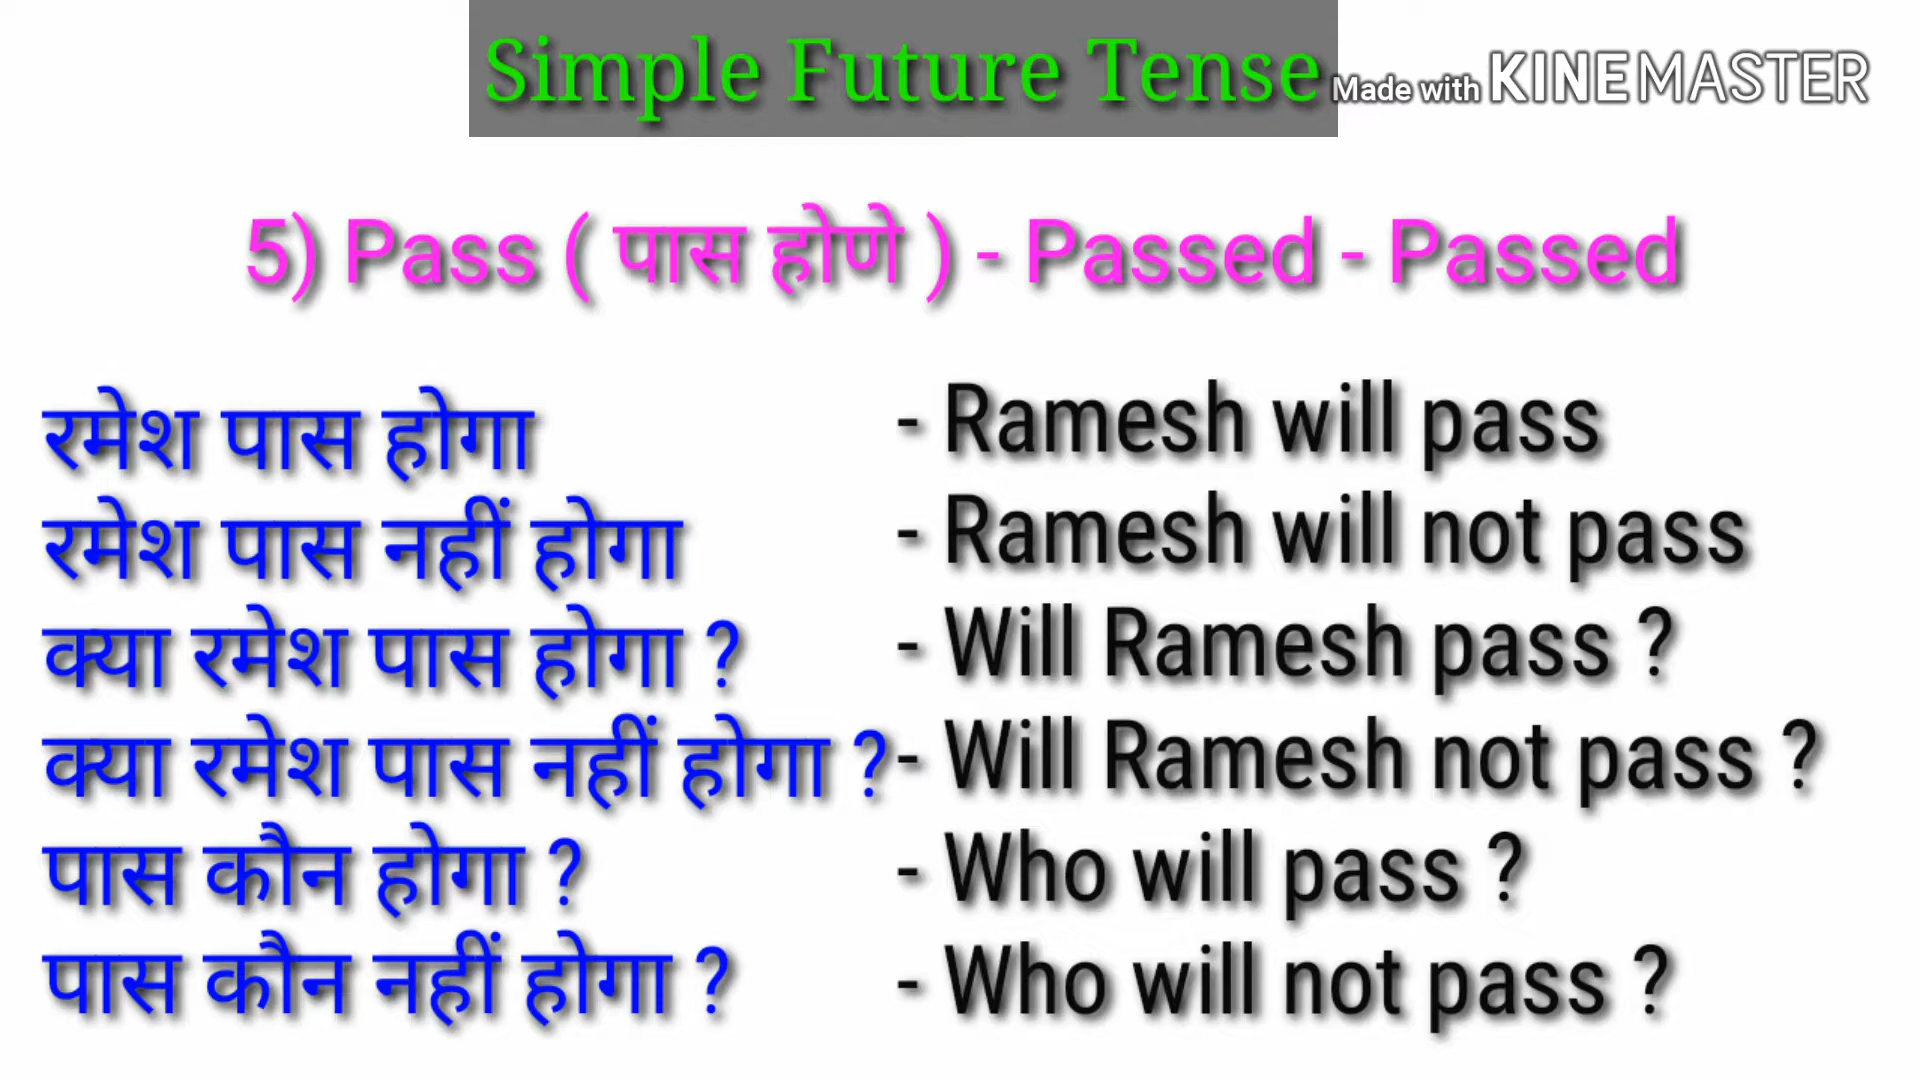 Simple Future Tense
Made with KINEMASTER
5) Pass ( पास होणे ) - Passed - Passed
रमेश पास होगा - Ramesh will pass
रमेश पास नहीं होगा - Ramesh will not pass
क्या रमेश पास होगा ? - Will Ramesh pass ?
क्या रमेश पास नहीं होगा ? - Will Ramesh not pass ?
पास कौन होगा ? - Who will pass ?
पास कौन नहीं होगा ? - Who will not pass ?